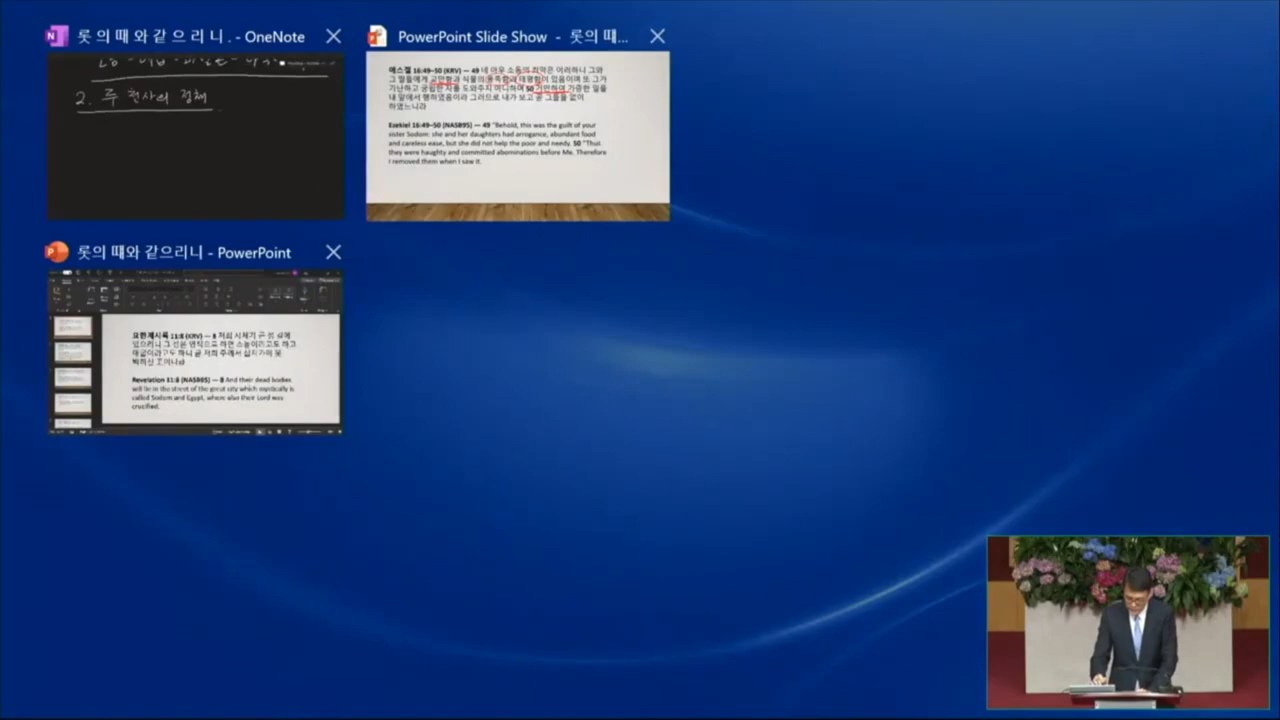 롯 의 때 와 같 으 리 니 . - OneNote
2. 두 천사의 정체
PowerPoint Slide Show - 롯의 때...
에스겔 16:49-50 (KRV) — 49 네 아우 소돔의 죄악은 이러하니 그와
그 딸들에게 교만함과 식물의 풍족함과 태평함이 있음이며 또 그가
가난하고 궁핍한 자를 도와주지 아니하며 50 거만하여 가증한 일을
내 앞에서 행하였음이라 그러므로 내가 보고 곧 그들을 없이
하였느니라
Ezekiel 16:49–50 (NASB95) — 49 "Behold, this was the guilt of your
sister Sodom: she and her daughters had arrogance, abundant food
and careless ease, but she did not help the poor and needy. 50 "Thus
they were haughty and committed abominations before Me. Therefore
I removed them when I saw it.
롯의 때와 같으리니 - PowerPoint
요한계시록 11:8 (KRV) — 8 저희 시체가 큰 성 길에
있으리니 그 성은 영적으로 하면 소돔이라고도 하고
애굽이라고도 하니 곧 저희 주께서 십자가에 못
박히신 곳이니라
Revelation 11:8 (NASB95) — 8 And their dead bodies
will lie in the street of the great city which mystically is
called Sodom and Egypt, where also their Lord was
crucified.